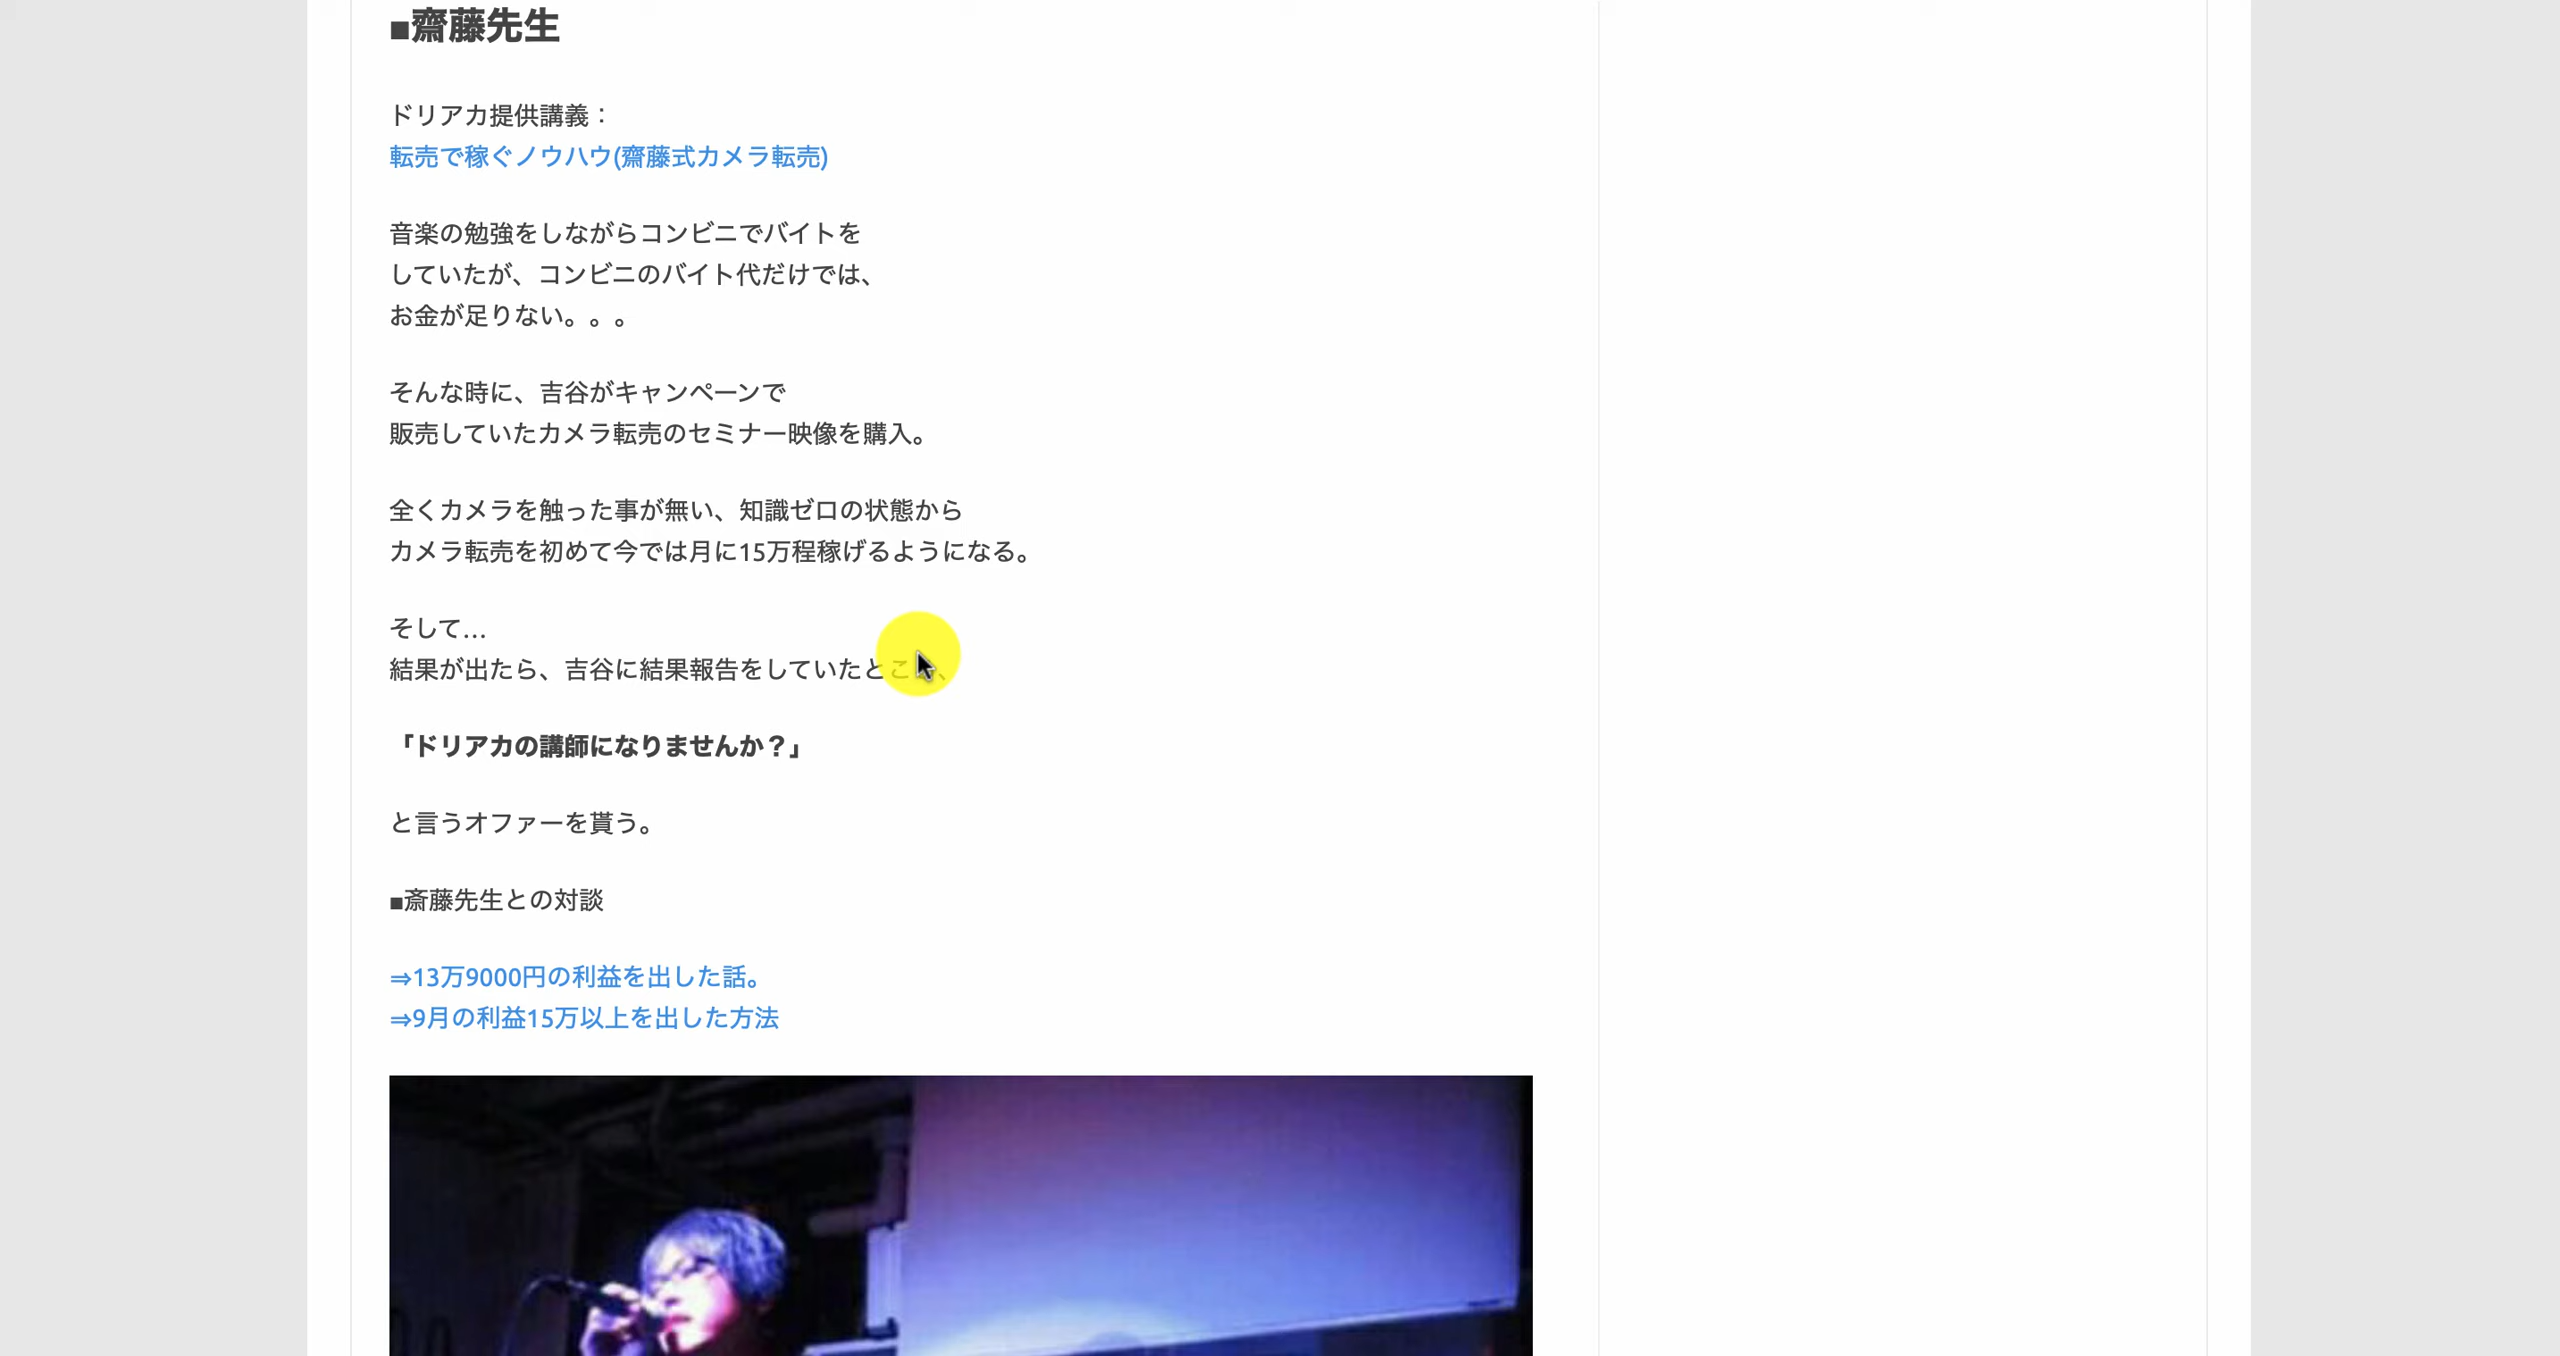 ■齋藤先生
ドリアカ提供講義：
転売で稼ぐノウハウ(齋藤式カメラ転売)
音楽の勉強をしながらコンビニでバイトを
していたが、コンビニのバイト代だけでは、
お金が足りない。。。
そんな時に、吉谷がキャンペーンで
販売していたカメラ転売のセミナー映像を購入。
全くカメラを触った事が無い、知識ゼロの状態から
カメラ転売を初めて今では月に15万程稼げるようになる。
そして…
結果が出たら、吉谷に結果報告をしていたところ、
「ドリアカの講師になりませんか？」
と言うオファーを貰う。
■斎藤先生との対談
⇒13万9000円の利益を出した話。
⇒9月の利益15万以上を出した方法